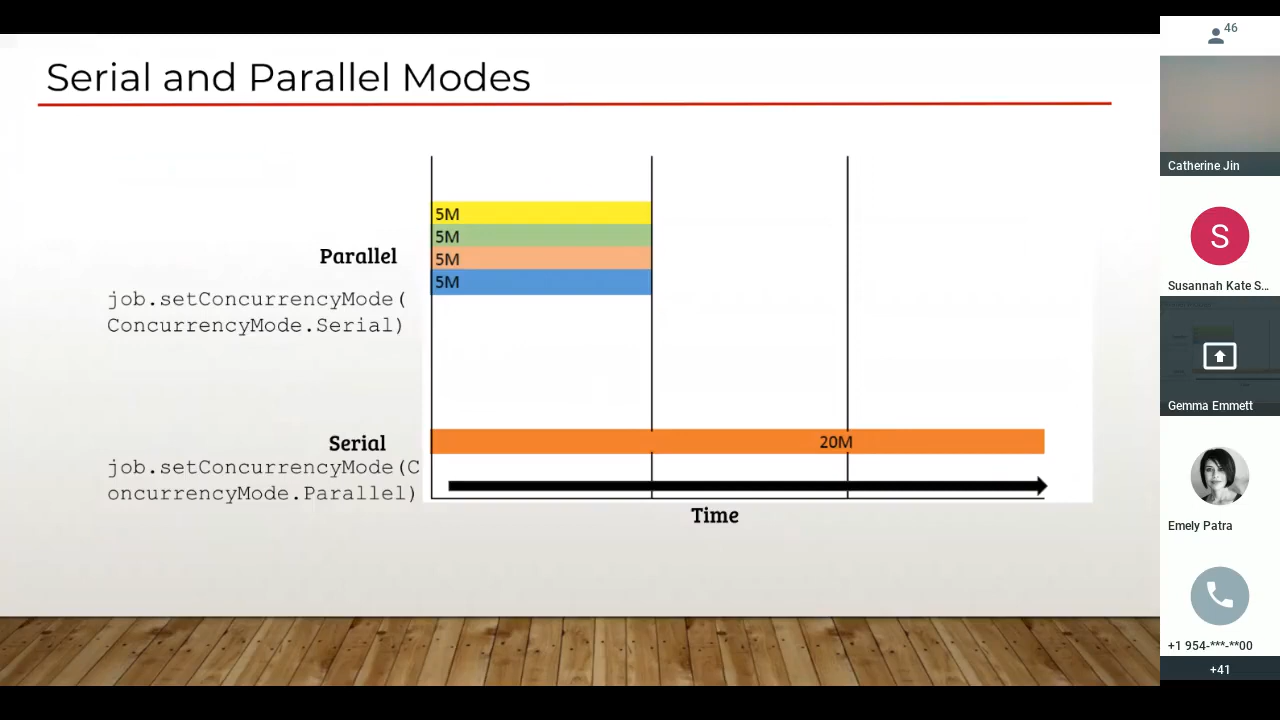 Serial and Parallel Modes
5M
5M
5M
5M
Parallel
job.setConcurrencyMode(
ConcurrencyMode.Serial)
Serial
20M
job.setConcurrencyMode(C
oncurrencyMode.Parallel)
Time
46
Catherine Jin
S
Susannah Kate S...
Gemma Emmett
Emely Patra
+1 954-***-**00
+41